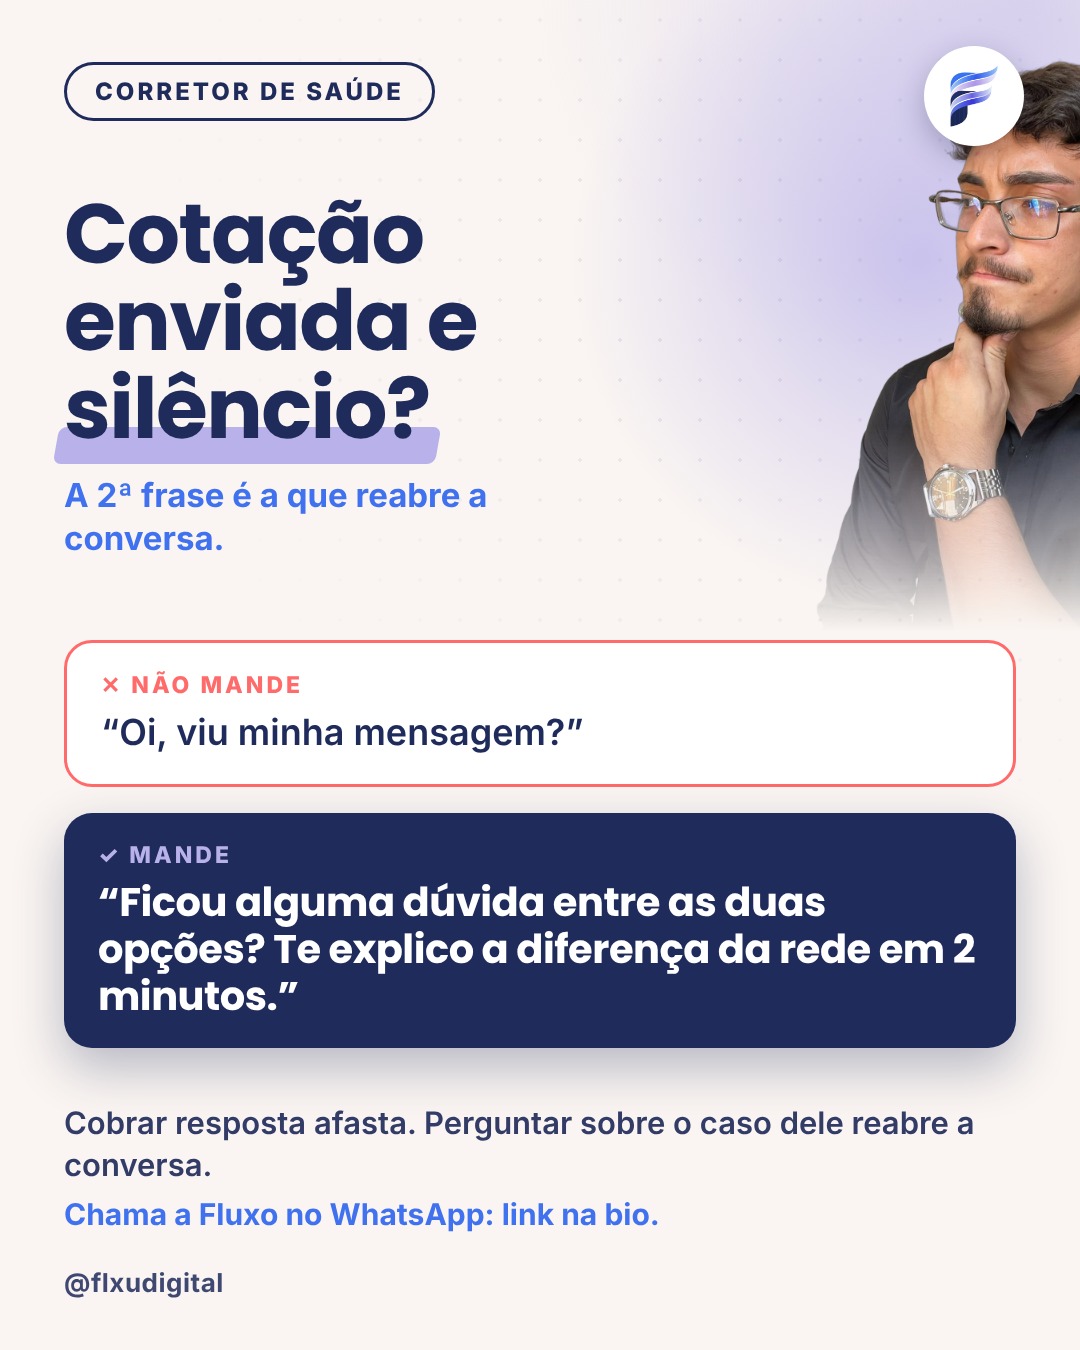 CORRETOR DE SAÚDE
Cotação
enviada e
silêncio?
A 2ª frase é a que reabre a
conversa.
✕ NÃO MANDE
“Oi, viu minha mensagem?”
✓ MANDE
“Ficou alguma dúvida entre as duas
opções? Te explico a diferença da rede em 2
minutos.”
Cobrar resposta afasta. Perguntar sobre o caso dele reabre a
conversa.
Chama a Fluxo no WhatsApp: link na bio.
@flxudigital